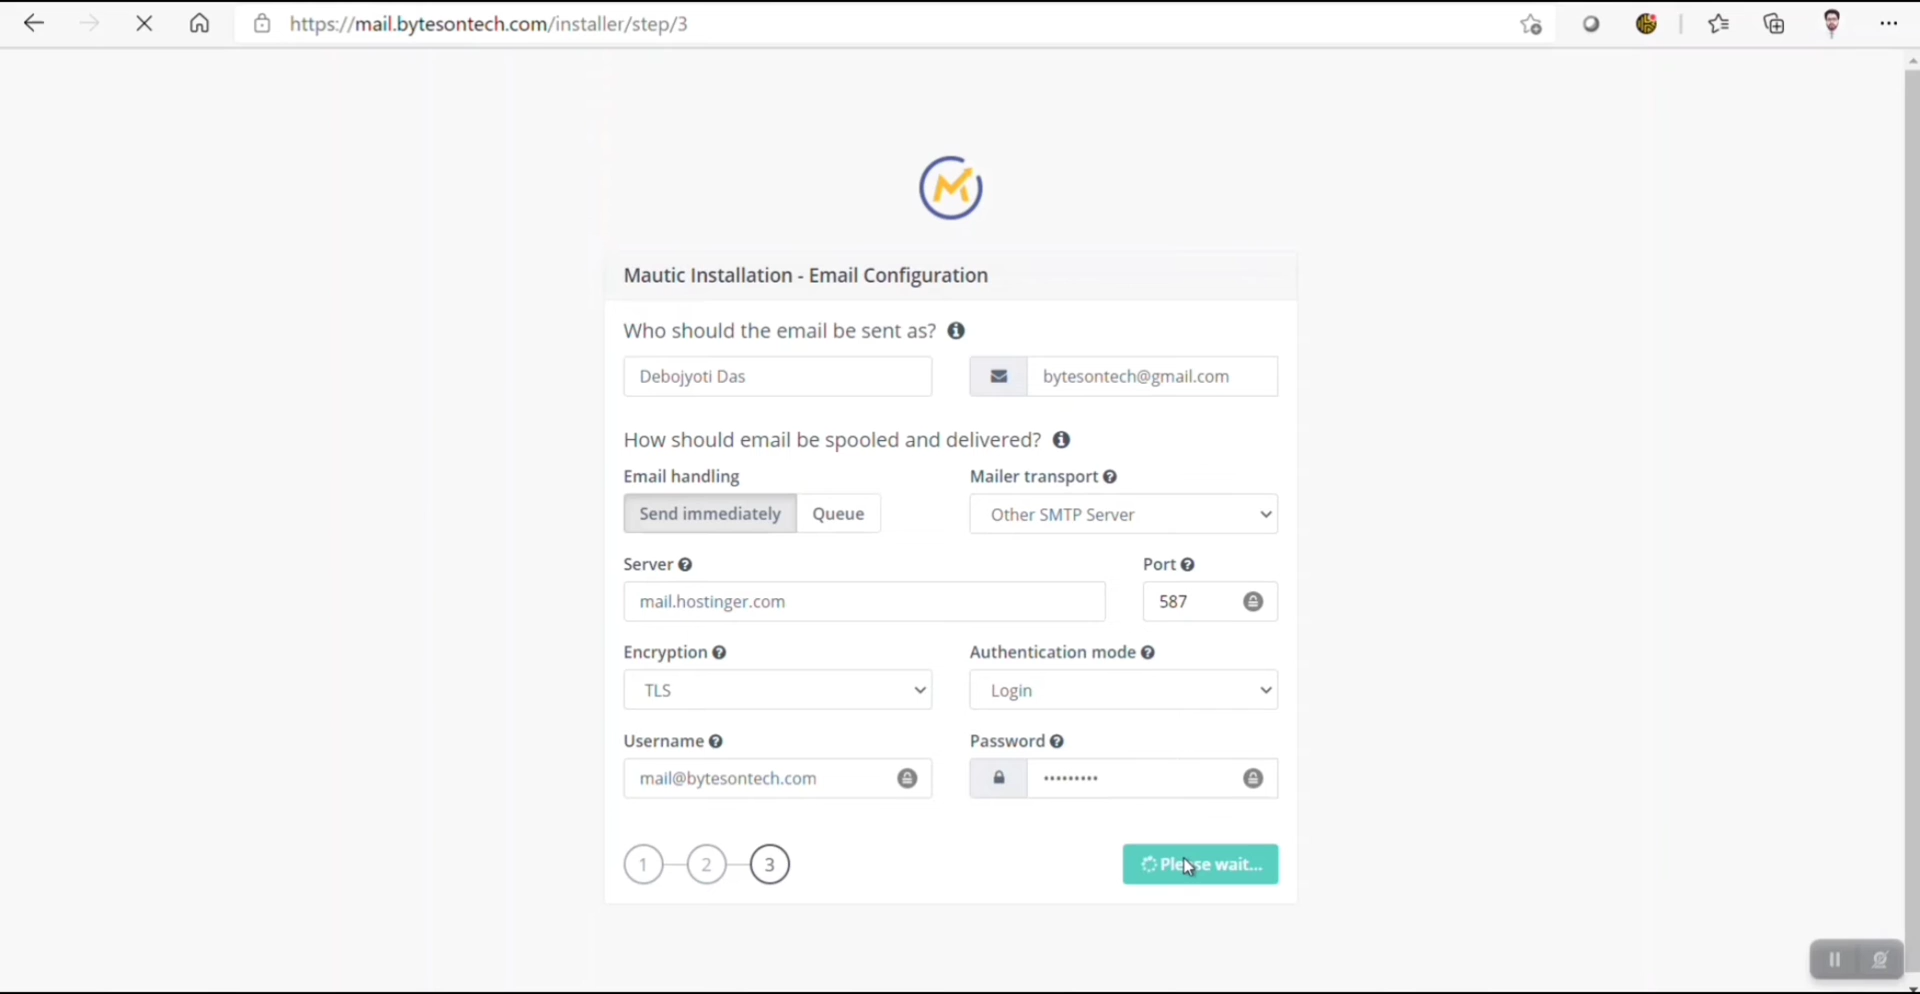 https://mail.bytesontech.com/installer/step/3
Mautic Installation - Email Configuration
Who should the email be sent as?
Debojyoti Das
bytesontech@gmail.com
How should email be spooled and delivered?
Email handling
Mailer transport
Send immediately
Queue
Other SMTP Server
Server
Port
mail.hostinger.com
587
Encryption
Authentication mode
TLS
Login
Username
Password
mail@bytesontech.com
•••••••••
1
2
3
Please wait...